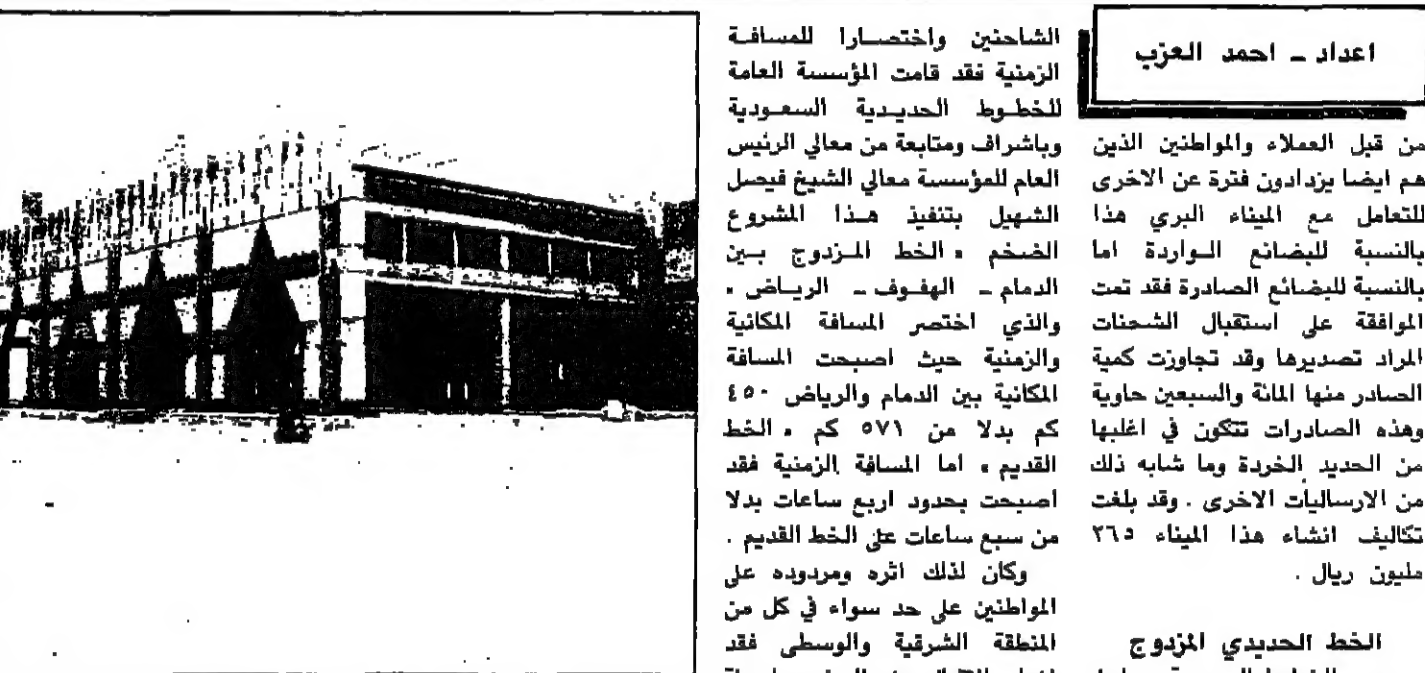 اعداد ـ احمد العزب
من قبل العملاء والمواطنين الذين
هم ايضا يزدادون فترة عن الاخرى
للتعامل مع الميناء البري هذا
بالنسبة للبضائع الواردة اما
بالنسبة للبضائع الصادرة فقد تمت
الموافقة على استقبال الشحنات
المراد تصديرها وقد تجاوزت كمية
الصادر منها المائة والسبعين حاوية
وهذه الصادرات تتكون في اغلبها
من الحديد الخردة وما شابه ذلك
من الارساليات الاخرى . وقد بلغت
تكاليف انشاء هذا الميناء ٢٦٥
مليون ريال .
الخط الحديدي المزدوج
الشاحنين واختصارا للمسافة
الزمنية فقد قامت المؤسسة العامة
للخطوط الحديدية السعودية
وباشراف ومتابعة من معالي الرئيس
العام للمؤسسة معالي الشيخ فيصل
الشهيل بتنفيذ هذا المشروع
الضخم « الخط المزدوج بين
الدمام ـ الهفوف ـ الرياض »
والذي اختصر المسافة المكانية
والزمنية حيث اصبحت المسافة
المكانية بين الدمام والرياض ٤٥٠
كم بدلا من ٥٧١ كم « الخط
القديم » اما المسافة الزمنية فقد
اصبحت بحدود اربع ساعات بدلا
من سبع ساعات على الخط القديم .
وكان لذلك اثره ومردوده على
المواطنين على حد سواء في كل من
المنطقة الشرقية والوسطى فقد